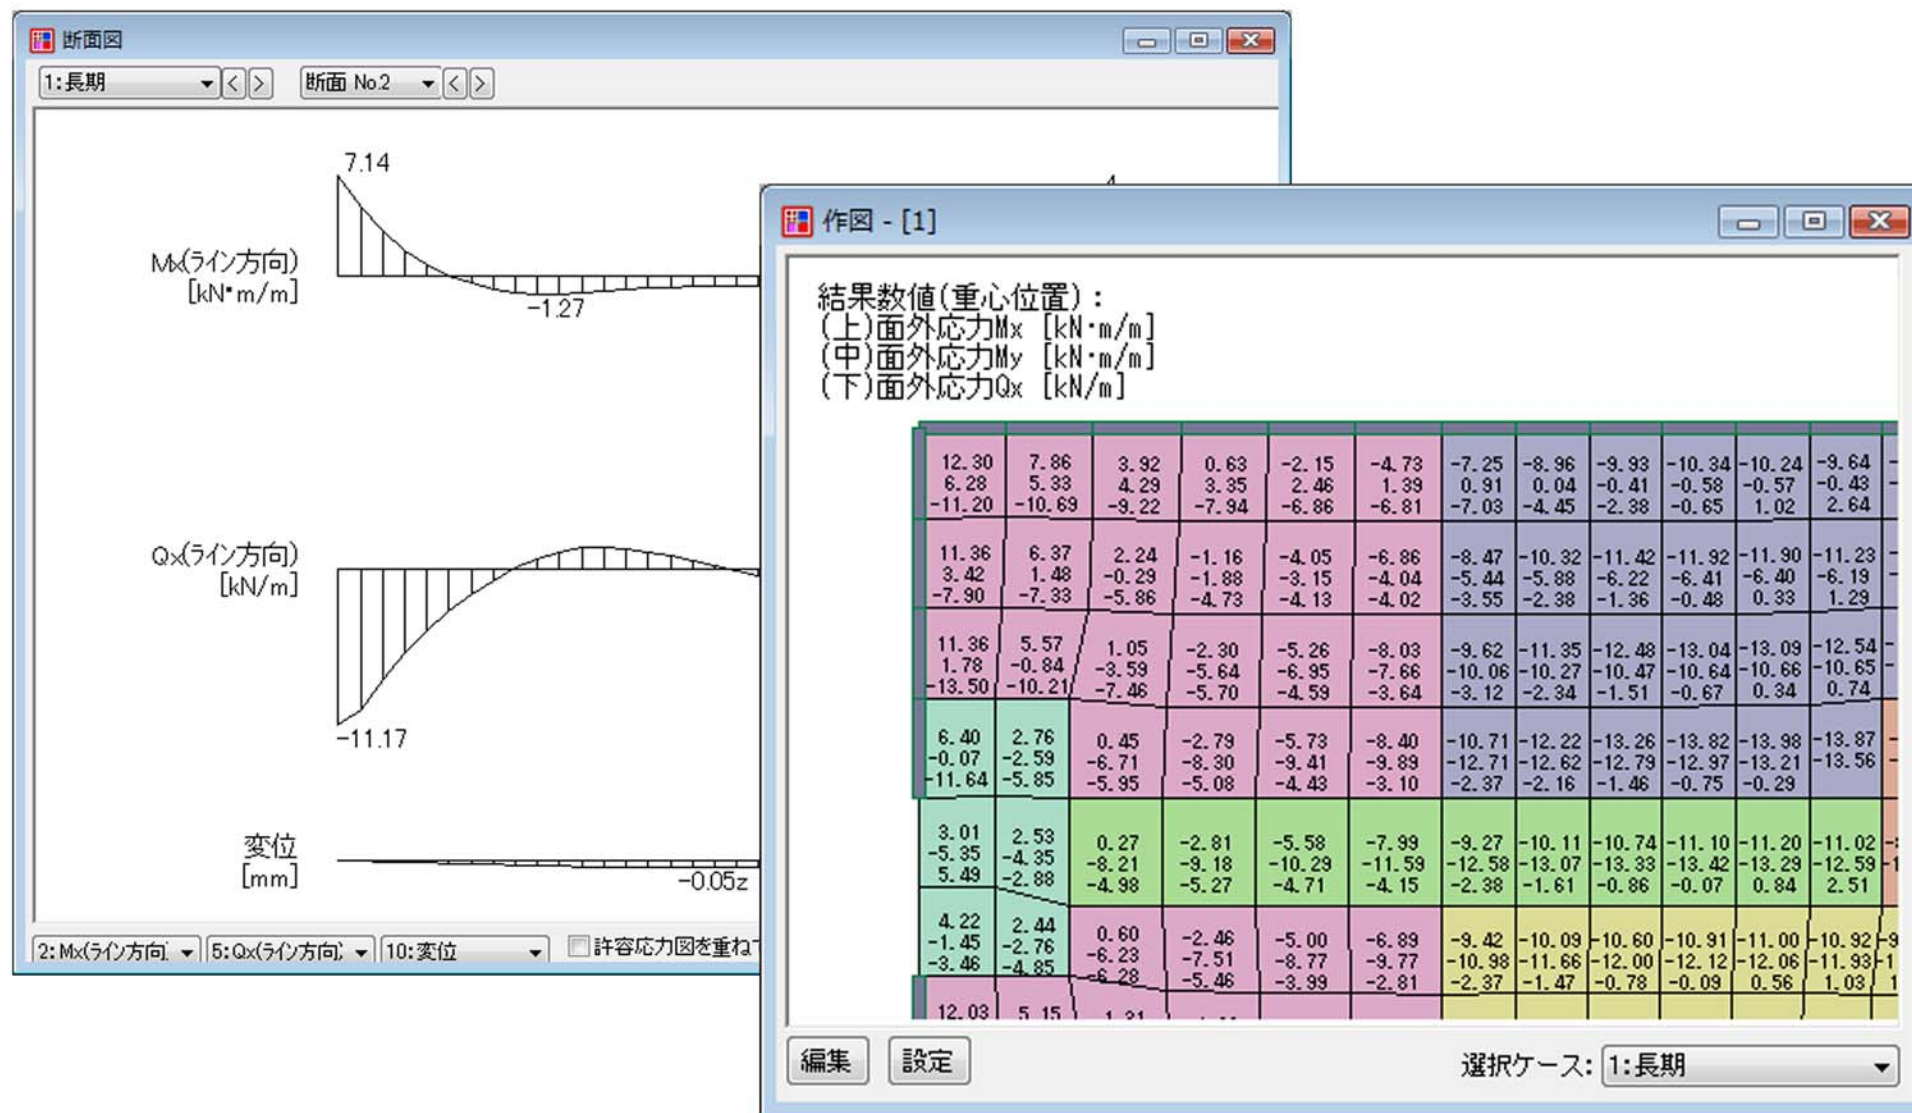 断面図
1:長期 < > 断面 No.2 < >
7.14
Mx(ライン方向)
[kN・m/m]
-1.27
Qx(ライン方向)
[kN/m]
-11.17
変位
[mm]
-0.05z
2:Mx(ライン方向) 5:Qx(ライン方向) 10:変位 許容応力図を重ね
作図 - [1]
結果数値(重心位置):
(上)面外応力Mx [kN・m/m]
(中)面外応力My [kN・m/m]
(下)面外応力Qx [kN/m]
12.30 7.86 3.92 0.63 -2.15 -4.73 -7.25 -8.96 -9.93 -10.34 -10.24 -9.64
6.28 5.33 4.29 3.35 2.46 1.39 0.91 0.04 -0.41 -0.58 -0.57 -0.43
-11.20 -10.69 -9.22 -7.94 -6.86 -6.81 -7.03 -4.45 -2.38 -0.65 1.02 2.64
11.36 6.37 2.24 -1.16 -4.05 -6.86 -8.47 -10.32 -11.42 -11.92 -11.90 -11.23
3.42 1.48 -0.29 -1.88 -3.15 -4.04 -5.44 -5.88 -6.22 -6.41 -6.40 -6.19
-7.90 -7.33 -5.86 -4.73 -4.13 -4.02 -3.55 -2.38 -1.36 -0.48 0.33 1.29
11.36 5.57 1.05 -2.30 -5.26 -8.03 -9.62 -11.35 -12.48 -13.04 -13.09 -12.54
1.78 -0.84 -3.59 -5.64 -6.95 -7.66 -10.06 -10.27 -10.47 -10.64 -10.66 -10.65
-13.50 -10.21 -7.46 -5.70 -4.59 -3.64 -3.12 -2.34 -1.51 -0.67 0.34 0.74
6.40 2.76 0.45 -2.79 -5.73 -8.40 -10.71 -12.22 -13.26 -13.82 -13.98 -13.87
-0.07 -2.59 -6.71 -8.30 -9.41 -9.89 -12.71 -12.62 -12.79 -12.97 -13.21 -13.56
-11.64 -5.85 -5.95 -5.08 -4.43 -3.10 -2.37 -2.16 -1.46 -0.75 -0.29
3.01 2.53 0.27 -2.81 -5.58 -7.99 -9.27 -10.11 -10.74 -11.10 -11.20 -11.02
-5.35 -4.35 -8.21 -9.18 -10.29 -11.59 -12.58 -13.07 -13.33 -13.42 -13.29 -12.59
5.49 -2.88 -4.98 -5.27 -4.71 -4.15 -2.38 -1.61 -0.86 -0.07 0.84 2.51
4.22 2.44 0.60 -2.46 -5.00 -6.89 -9.42 -10.09 -10.60 -10.91 -11.00 -10.92
-1.45 -2.76 -6.23 -7.51 -8.77 -9.77 -10.98 -11.66 -12.00 -12.12 -12.06 -11.93
-3.46 -4.85 -6.28 -5.46 -3.99 -2.81 -2.37 -1.47 -0.78 -0.09 0.56 1.03
12.03 5.15
編集 設定 選択ケース: 1:長期